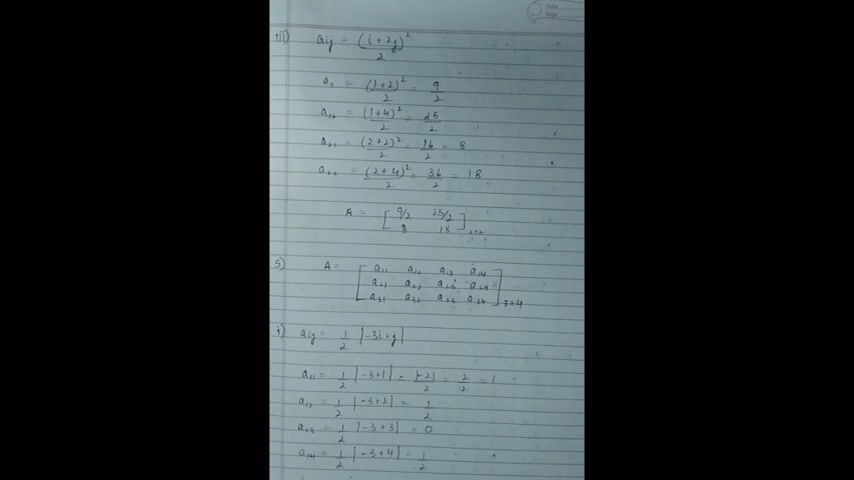 Date
Page
iii) aij = (i+2j)²/2
a11 = (1+2)²/2 = 9/2
a12 = (1+4)²/2 = 25/2
a21 = (2+2)²/2 = 16/2 = 8
a22 = (2+4)²/2 = 36/2 = 18
A = [ 9/2 25/2
8 18 ]2×2
5) A = [ a11 a12 a13 a14
a21 a22 a23 a24
a31 a32 a33 a34 ]3×4
i) aij = 1/2 |-3i+j|
a11 = 1/2 |-3+1| = |-2|/2 = 2/2 = 1
a12 = 1/2 |-3+2| = 1/2
a13 = 1/2 |-3+3| = 0
a14 = 1/2 |-3+4| = 1/2